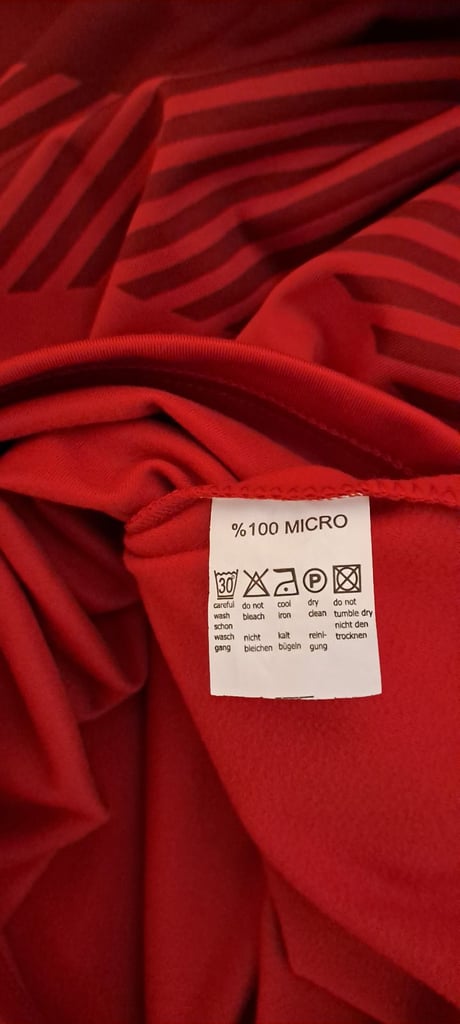 %100 MICRO
30 P
careful do not cool dry do not
wash bleach iron clean tumble dry
schon nicht den
wasch nicht kalt reini- trocknen
gang bleichen bügeln gung